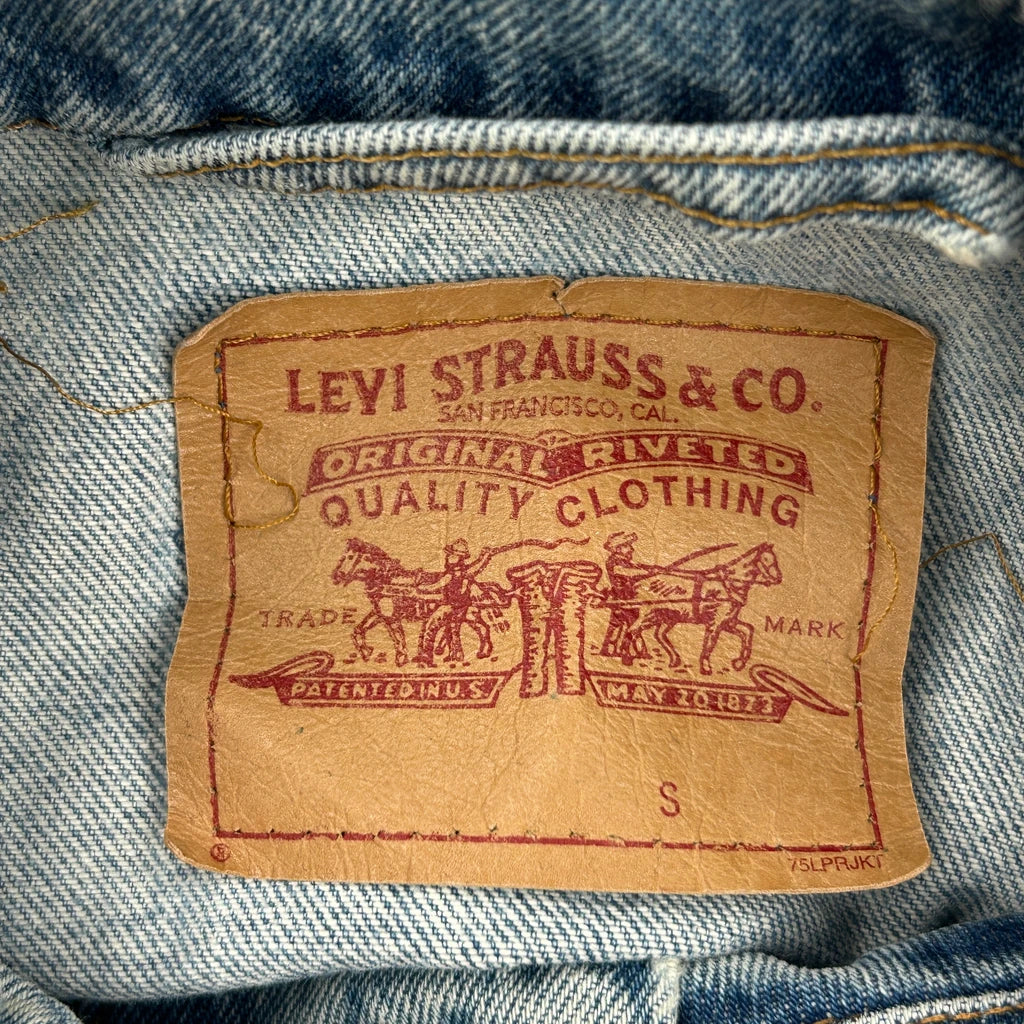 LEVI STRAUSS & CO.
SAN FRANCISCO, CAL.
ORIGINAL RIVETED
QUALITY CLOTHING
TRADE MARK
PATENTED IN U.S. MAY 20 1873
S
® 75LPRJKT